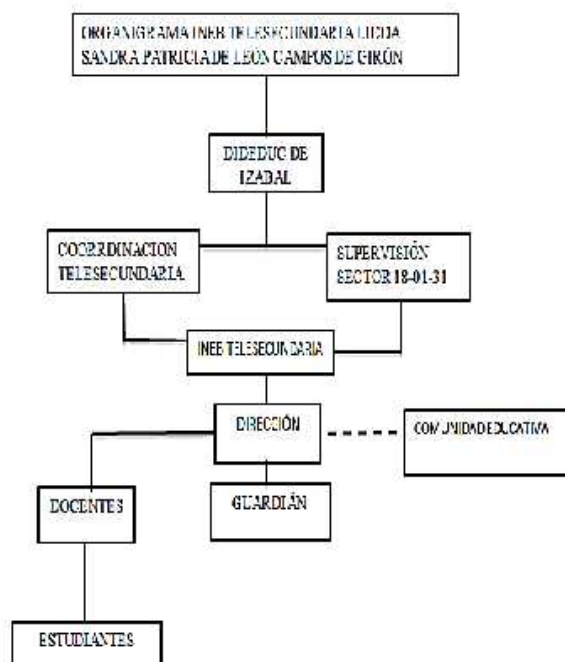 ORGANIGRAMA INEB TELESECUNDARIA LICDA
SANDRA PATRICIA DE LEÓN CAMPOS DE GIRÓN
DIDEDUC DE
IZABAL
COORRDINACION
TELESECUNDARIA
SUPERVISIÓN
SECTOR 18-01-31
INEB TELESECUNDARIA
DIRECCIÓN
COMUNIDAD EDUCATIVA
DOCENTES
GUARDIÁN
ESTUDIANTES